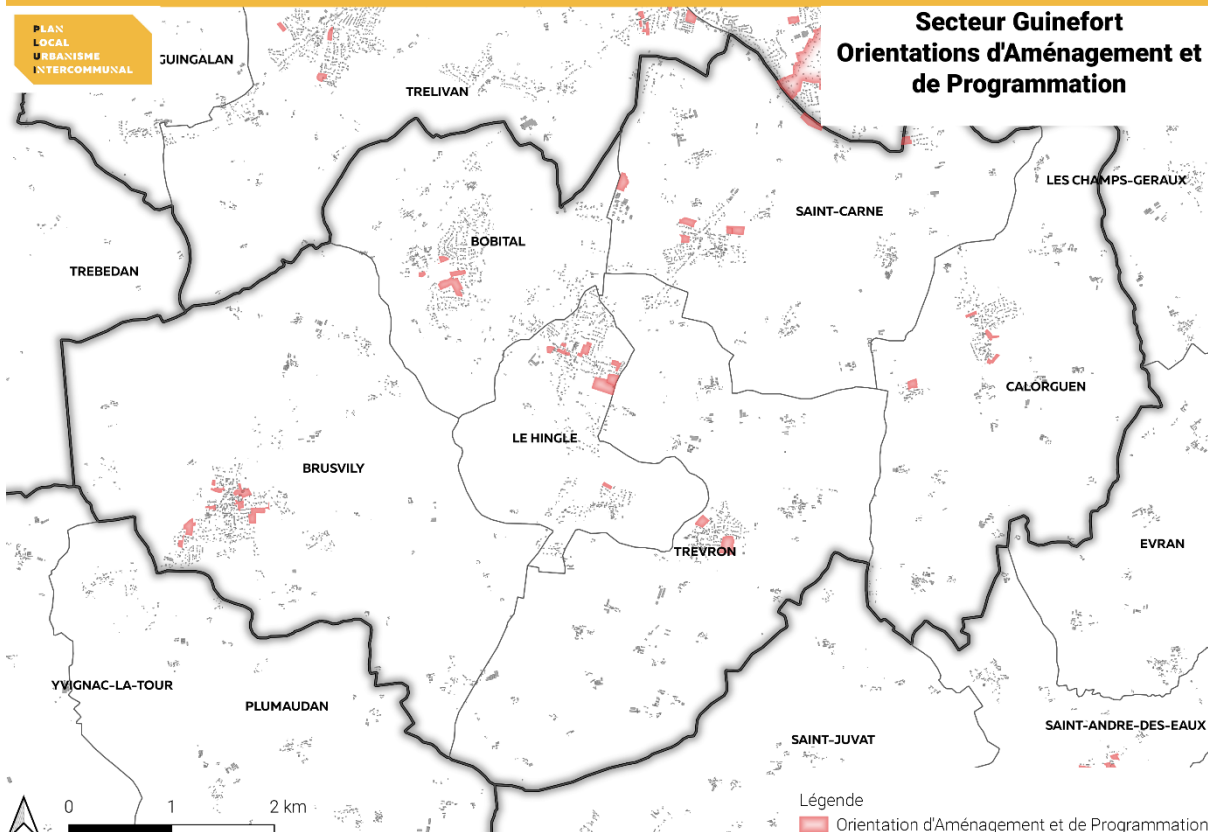 PLAN
LOCAL
URBANISME
INTERCOMMUNAL
Secteur Guinefort
Orientations d'Aménagement et
de Programmation
GUINGALAN
TRELIVAN
LES CHAMPS-GERAUX
SAINT-CARNE
BOBITAL
TREBEDAN
CALORGUEN
LE HINGLE
BRUSVILY
EVRAN
TREVRON
YVIGNAC-LA-TOUR
PLUMAUDAN
SAINT-ANDRE-DES-EAUX
SAINT-JUVAT
0 1 2 km
Légende
Orientation d'Aménagement et de Programmation